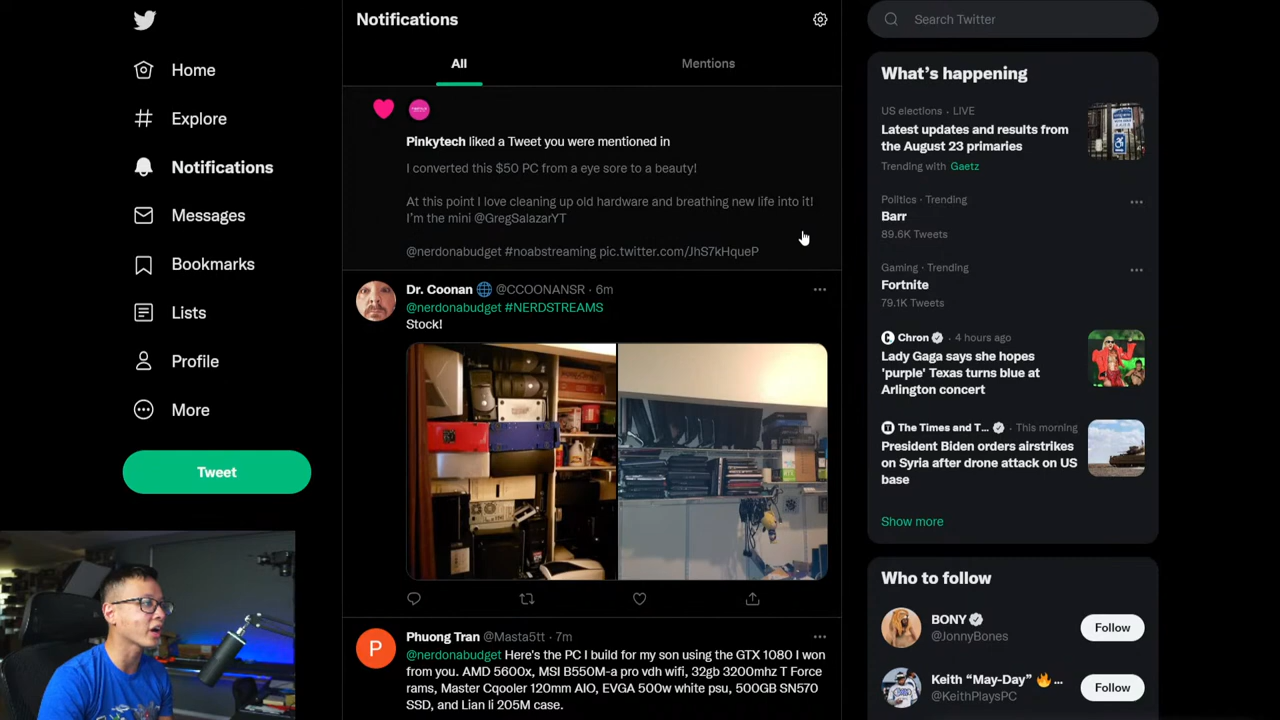 Notifications
Search Twitter
Home
Explore
Notifications
Messages
Bookmarks
Lists
Profile
More
Tweet
All
Mentions
Pinkytech liked a Tweet you were mentioned in
I converted this $50 PC from a eye sore to a beauty!
At this point I love cleaning up old hardware and breathing new life into it!
I'm the mini @GregSalazarYT
@nerdonabudget #noabstreaming pic.twitter.com/JhS7kHqueP
Dr. Coonan 🌐 @CCOONANSR · 6m
@nerdonabudget #NERDSTREAMS
Stock!
Phuong Tran @Masta5tt · 7m
P
@nerdonabudget Here's the PC I build for my son using the GTX 1080 I won
from you. AMD 5600x, MSI B550M-a pro vdh wifi, 32gb 3200mhz T Force
rams, Master Cqooler 120mm AIO, EVGA 500w white psu, 500GB SN570
SSD, and Lian li 205M case.
What's happening
US elections · LIVE
Latest updates and results from
the August 23 primaries
Trending with Gaetz
Politics · Trending
Barr
89.6K Tweets
Gaming · Trending
Fortnite
79.1K Tweets
Chron · 4 hours ago
Lady Gaga says she hopes
'purple' Texas turns blue at
Arlington concert
The Times and T... · This morning
President Biden orders airstrikes
on Syria after drone attack on US
base
Show more
Who to follow
BONY
@JonnyBones
Follow
Keith "May-Day" 🔥 ...
@KeithPlaysPC
Follow